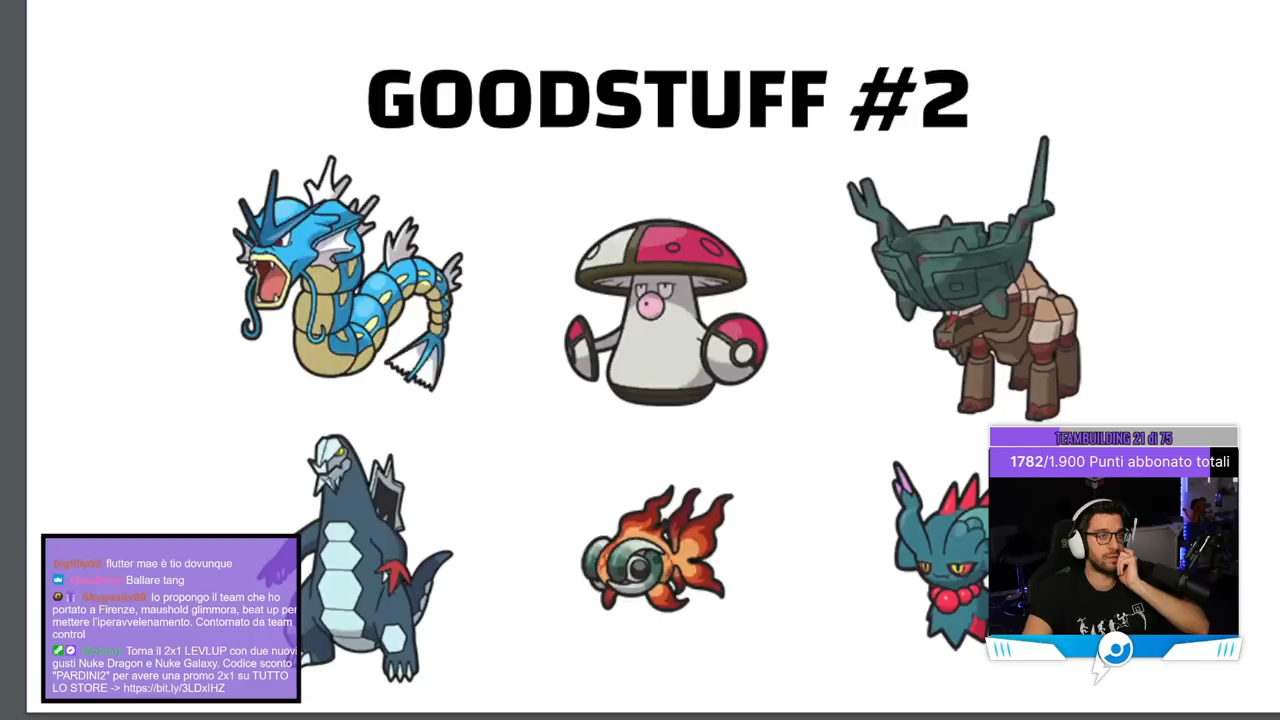 GOODSTUFF #2
TEAMBUILDING 21 di 75
1782/1.900 Punti abbonato totali
flutter mae è tio dovunque
Ballare tang
Io propongo il team che ho
portato a Firenze, maushold glimmora, beat up per
mettere l'iperavvelenamento. Contornato da team
control
Torna il 2x1 LEVLUP con due nuovi
gusti Nuke Dragon e Nuke Galaxy. Codice sconto
"PARDINI2" per avere una promo 2x1 su TUTTO
LO STORE -> https://bit.ly/3LDxIHZ